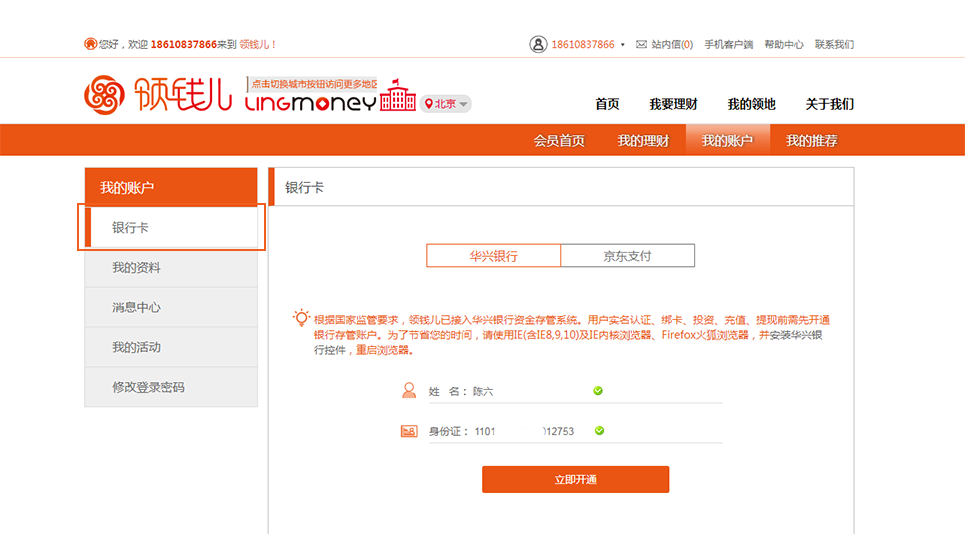 您好，欢迎 18610837866来到 领钱儿！
18610837866 站内信(0) 手机客户端 帮助中心 联系我们
领钱儿
点击切换城市按钮访问更多地区
LINGMONEY
北京
首页 我要理财 我的领地 关于我们
会员首页 我的理财 我的账户 我的推荐
我的账户
银行卡
我的资料
消息中心
我的活动
修改登录密码
银行卡
华兴银行 京东支付
根据国家监管要求，领钱儿已接入华兴银行资金存管系统。用户实名认证、绑卡、投资、充值、提现前需先开通
银行存管账户。为了节省您的时间，请使用IE(含IE8,9,10)及IE内核浏览器、Firefox火狐浏览器，并安装华兴银
行控件，重启浏览器。
姓 名： 陈六
身份证： 1101 12753
立即开通